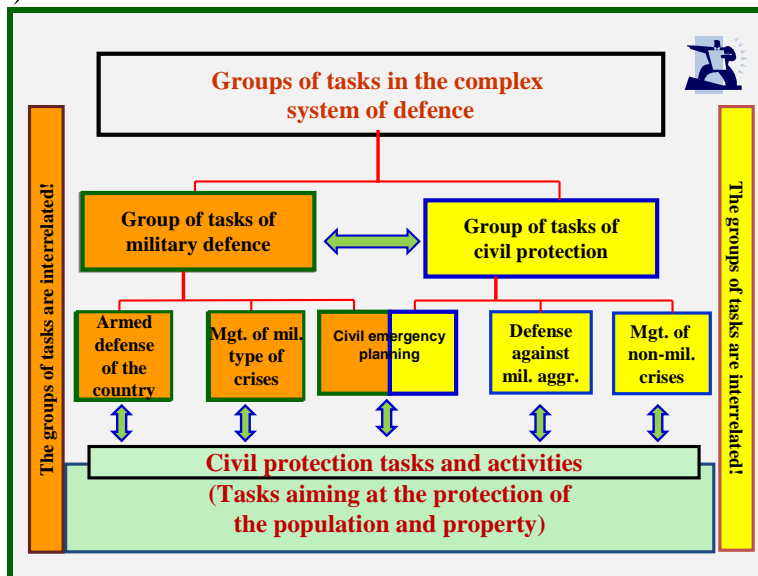 )
Groups of tasks in the complex
system of defence
The groups of tasks are interrelated!
The groups of tasks are interrelated!
Group of tasks of
military defence
Group of tasks of
civil protection
Armed
defense
of the
country
Mgt. of mil.
type of
crises
Civil emergency
planning
Defense
against
mil. aggr.
Mgt. of
non-mil.
crises
Civil protection tasks and activities
(Tasks aiming at the protection of
the population and property)